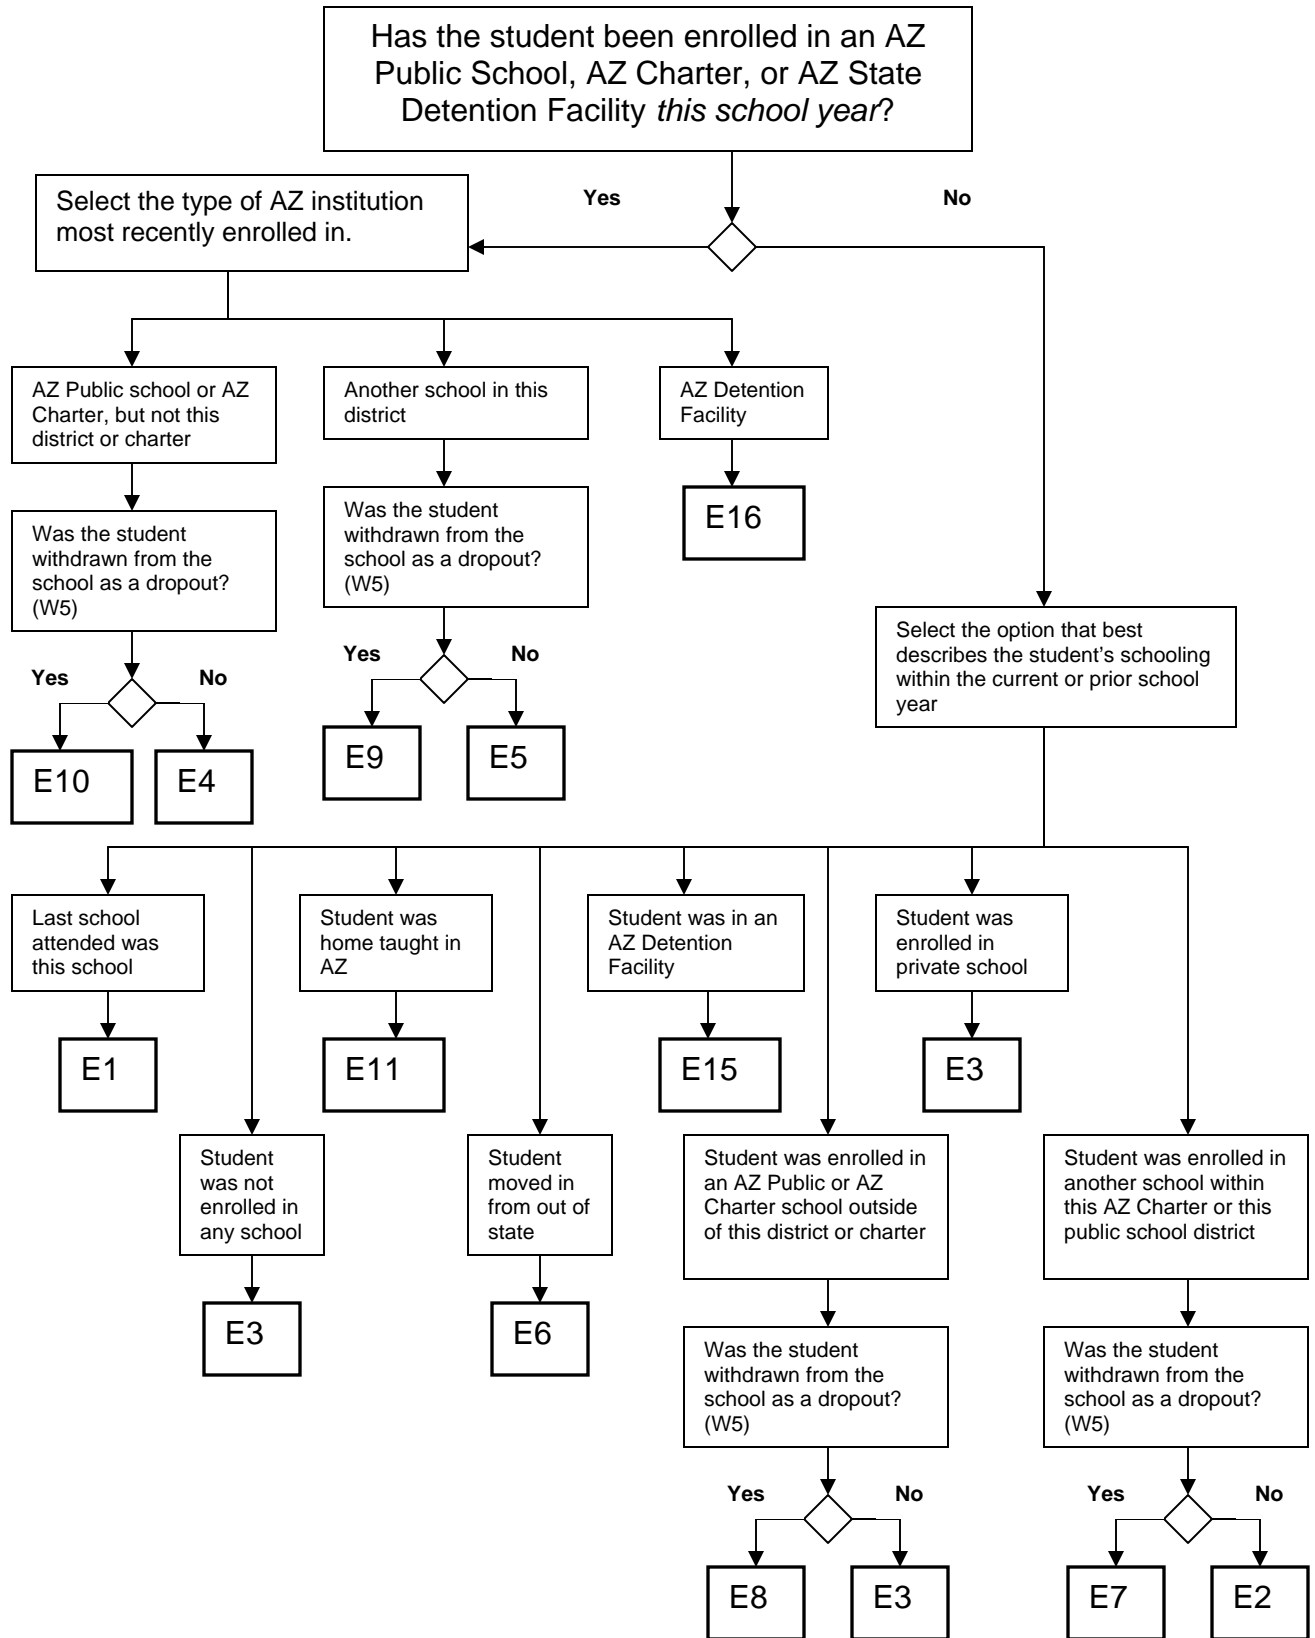 Has the student been enrolled in an AZ
Public School, AZ Charter, or AZ State
Detention Facility this school year?
Yes
No
Select the type of AZ institution
most recently enrolled in.
AZ Public school or AZ
Charter, but not this
district or charter
Another school in this
district
AZ Detention
Facility
Was the student
withdrawn from the
school as a dropout?
(W5)
Was the student
withdrawn from the
school as a dropout?
(W5)
E16
Yes
No
Yes
No
E10
E4
E9
E5
Select the option that best
describes the student’s schooling
within the current or prior school
year
Last school
attended was
this school
Student was
home taught in
AZ
Student was in an
AZ Detention
Facility
Student was
enrolled in
private school
E1
E11
E15
E3
Student
was not
enrolled in
any school
Student
moved in
from out of
state
Student was enrolled in
an AZ Public or AZ
Charter school outside
of this district or charter
Student was enrolled in
another school within
this AZ Charter or this
public school district
E3
E6
Was the student
withdrawn from the
school as a dropout?
(W5)
Was the student
withdrawn from the
school as a dropout?
(W5)
Yes
No
Yes
No
E8
E3
E7
E2